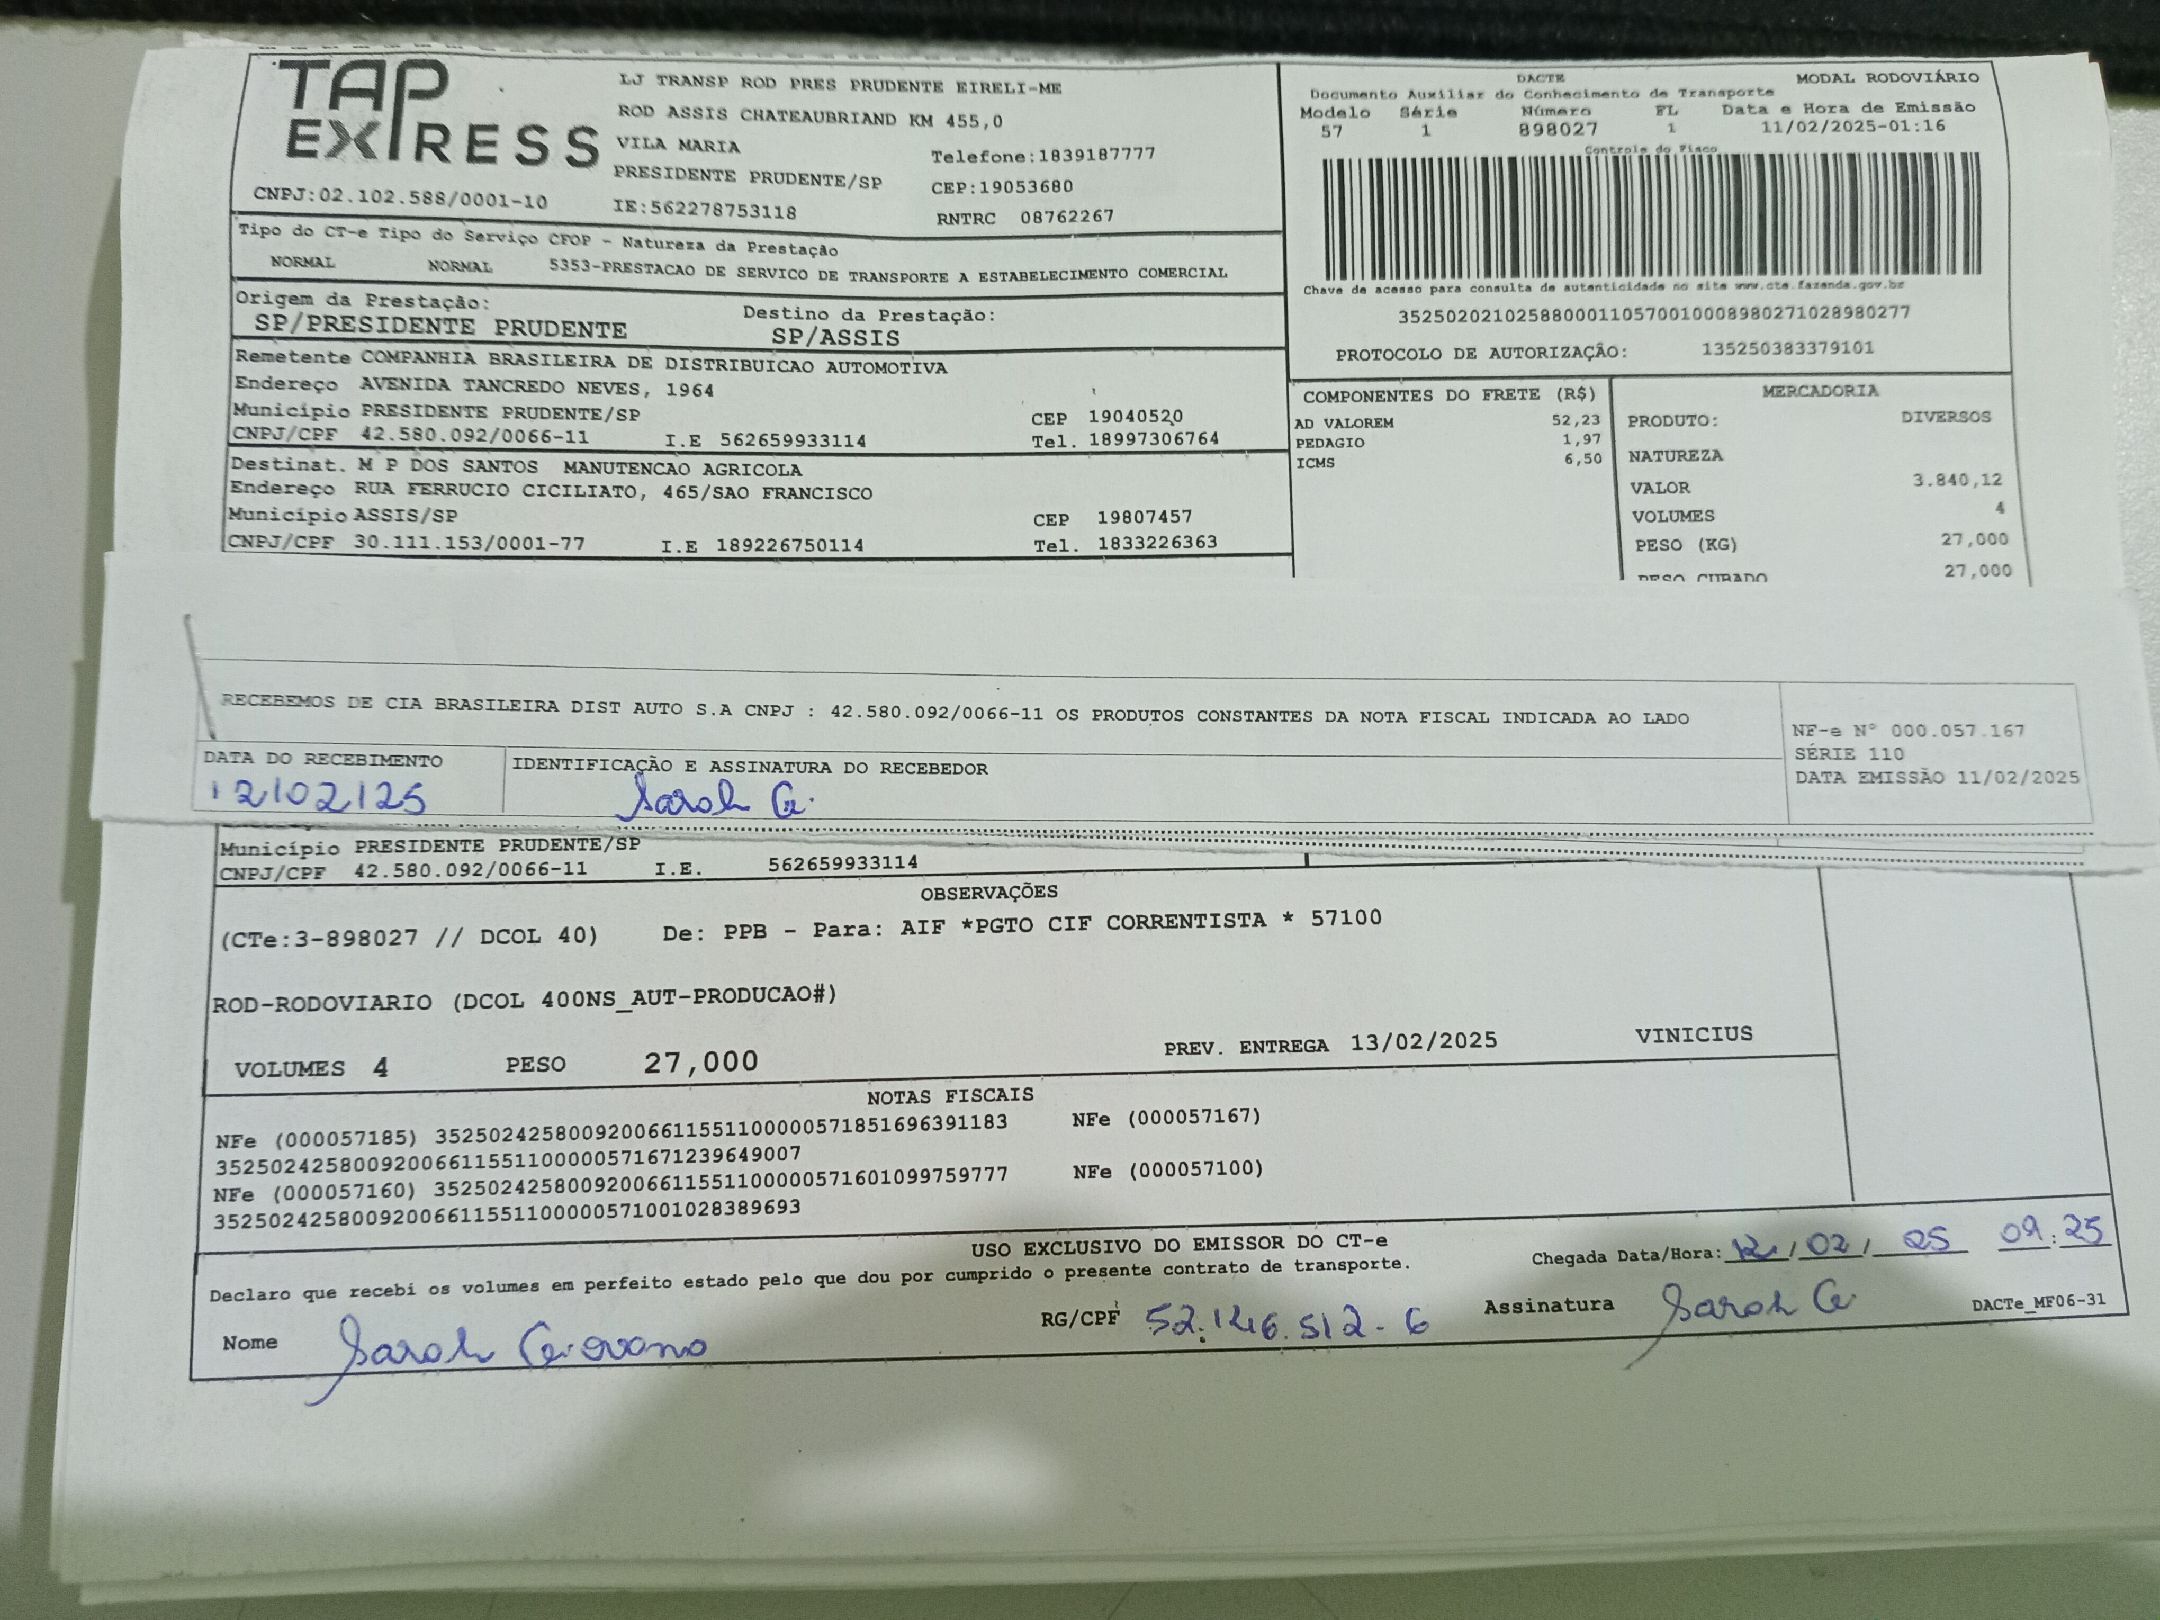 TAP EXPRESS
LJ TRANSP ROD PRES PRUDENTE EIRELI-ME
ROD ASSIS CHATEAUBRIAND KM 455,0
VILA MARIA
Telefone:1839187777
PRESIDENTE PRUDENTE/SP
CEP:19053680
CNPJ:02.102.588/0001-10
IE:562278753118
RNTRC 08762267
DACTE
MODAL RODOVIÁRIO
Documento Auxiliar do Conhecimento de Transporte
Modelo Série Número FL Data e Hora de Emissão
57 1 898027 1 11/02/2025-01:16
Controle do Fisco
Chave de acesso para consulta de autenticidade no site www.cte.fazenda.gov.br
35250202102588000110570010008980271028980277
PROTOCOLO DE AUTORIZAÇÃO: 135250383379101
Tipo do CT-e Tipo do Serviço CFOP - Natureza da Prestação
NORMAL NORMAL 5353-PRESTACAO DE SERVICO DE TRANSPORTE A ESTABELECIMENTO COMERCIAL
Origem da Prestação: Destino da Prestação:
SP/PRESIDENTE PRUDENTE SP/ASSIS
Remetente COMPANHIA BRASILEIRA DE DISTRIBUICAO AUTOMOTIVA
Endereço AVENIDA TANCREDO NEVES, 1964
Município PRESIDENTE PRUDENTE/SP CEP 19040520
CNPJ/CPF 42.580.092/0066-11 I.E 562659933114 Tel. 18997306764
Destinat. M P DOS SANTOS MANUTENCAO AGRICOLA
Endereço RUA FERRUCIO CICILIATO, 465/SAO FRANCISCO
Município ASSIS/SP CEP 19807457
CNPJ/CPF 30.111.153/0001-77 I.E 189226750114 Tel. 1833226363
COMPONENTES DO FRETE (R$)
AD VALOREM 52,23
PEDAGIO 1,97
ICMS 6,50
MERCADORIA
PRODUTO: DIVERSOS
NATUREZA
VALOR 3.840,12
VOLUMES 4
PESO (KG) 27,000
PESO CUBADO 27,000
RECEBEMOS DE CIA BRASILEIRA DIST AUTO S.A CNPJ : 42.580.092/0066-11 OS PRODUTOS CONSTANTES DA NOTA FISCAL INDICADA AO LADO
NF-e N° 000.057.167
SÉRIE 110
DATA EMISSÃO 11/02/2025
DATA DO RECEBIMENTO IDENTIFICAÇÃO E ASSINATURA DO RECEBEDOR
12/02/25 Sarah G.
Município PRESIDENTE PRUDENTE/SP
CNPJ/CPF 42.580.092/0066-11 I.E. 562659933114
OBSERVAÇÕES
(CTe:3-898027 // DCOL 40) De: PPB - Para: AIF *PGTO CIF CORRENTISTA * 57100
ROD-RODOVIARIO (DCOL 400NS_AUT-PRODUCAO#)
VOLUMES 4 PESO 27,000 PREV. ENTREGA 13/02/2025 VINICIUS
NOTAS FISCAIS
NFe (000057185) 35250242580092006611551100000571851696391183 NFe (000057167)
35250242580092006611551100000571671239649007
NFe (000057160) 35250242580092006611551100000571601099759777 NFe (000057100)
35250242580092006611551100000571001028389693
USO EXCLUSIVO DO EMISSOR DO CT-e
Declaro que recebi os volumes em perfeito estado pelo que dou por cumprido o presente contrato de transporte.
Chegada Data/Hora: 12/02/25 09:25
Nome Sarah Giovana RG/CPF 52.146.512-6 Assinatura Sarah G. DACTe_MF06-31